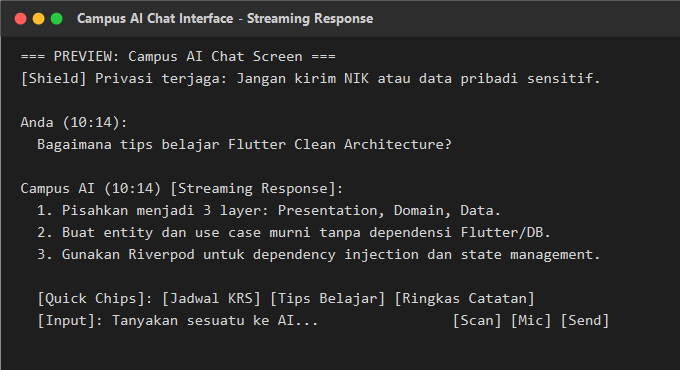 Campus AI Chat Interface - Streaming Response
=== PREVIEW: Campus AI Chat Screen ===
[Shield] Privasi terjaga: Jangan kirim NIK atau data pribadi sensitif.
Anda (10:14):
Bagaimana tips belajar Flutter Clean Architecture?
Campus AI (10:14) [Streaming Response]:
1. Pisahkan menjadi 3 layer: Presentation, Domain, Data.
2. Buat entity dan use case murni tanpa dependensi Flutter/DB.
3. Gunakan Riverpod untuk dependency injection dan state management.
[Quick Chips]: [Jadwal KRS] [Tips Belajar] [Ringkas Catatan]
[Input]: Tanyakan sesuatu ke AI... [Scan] [Mic] [Send]